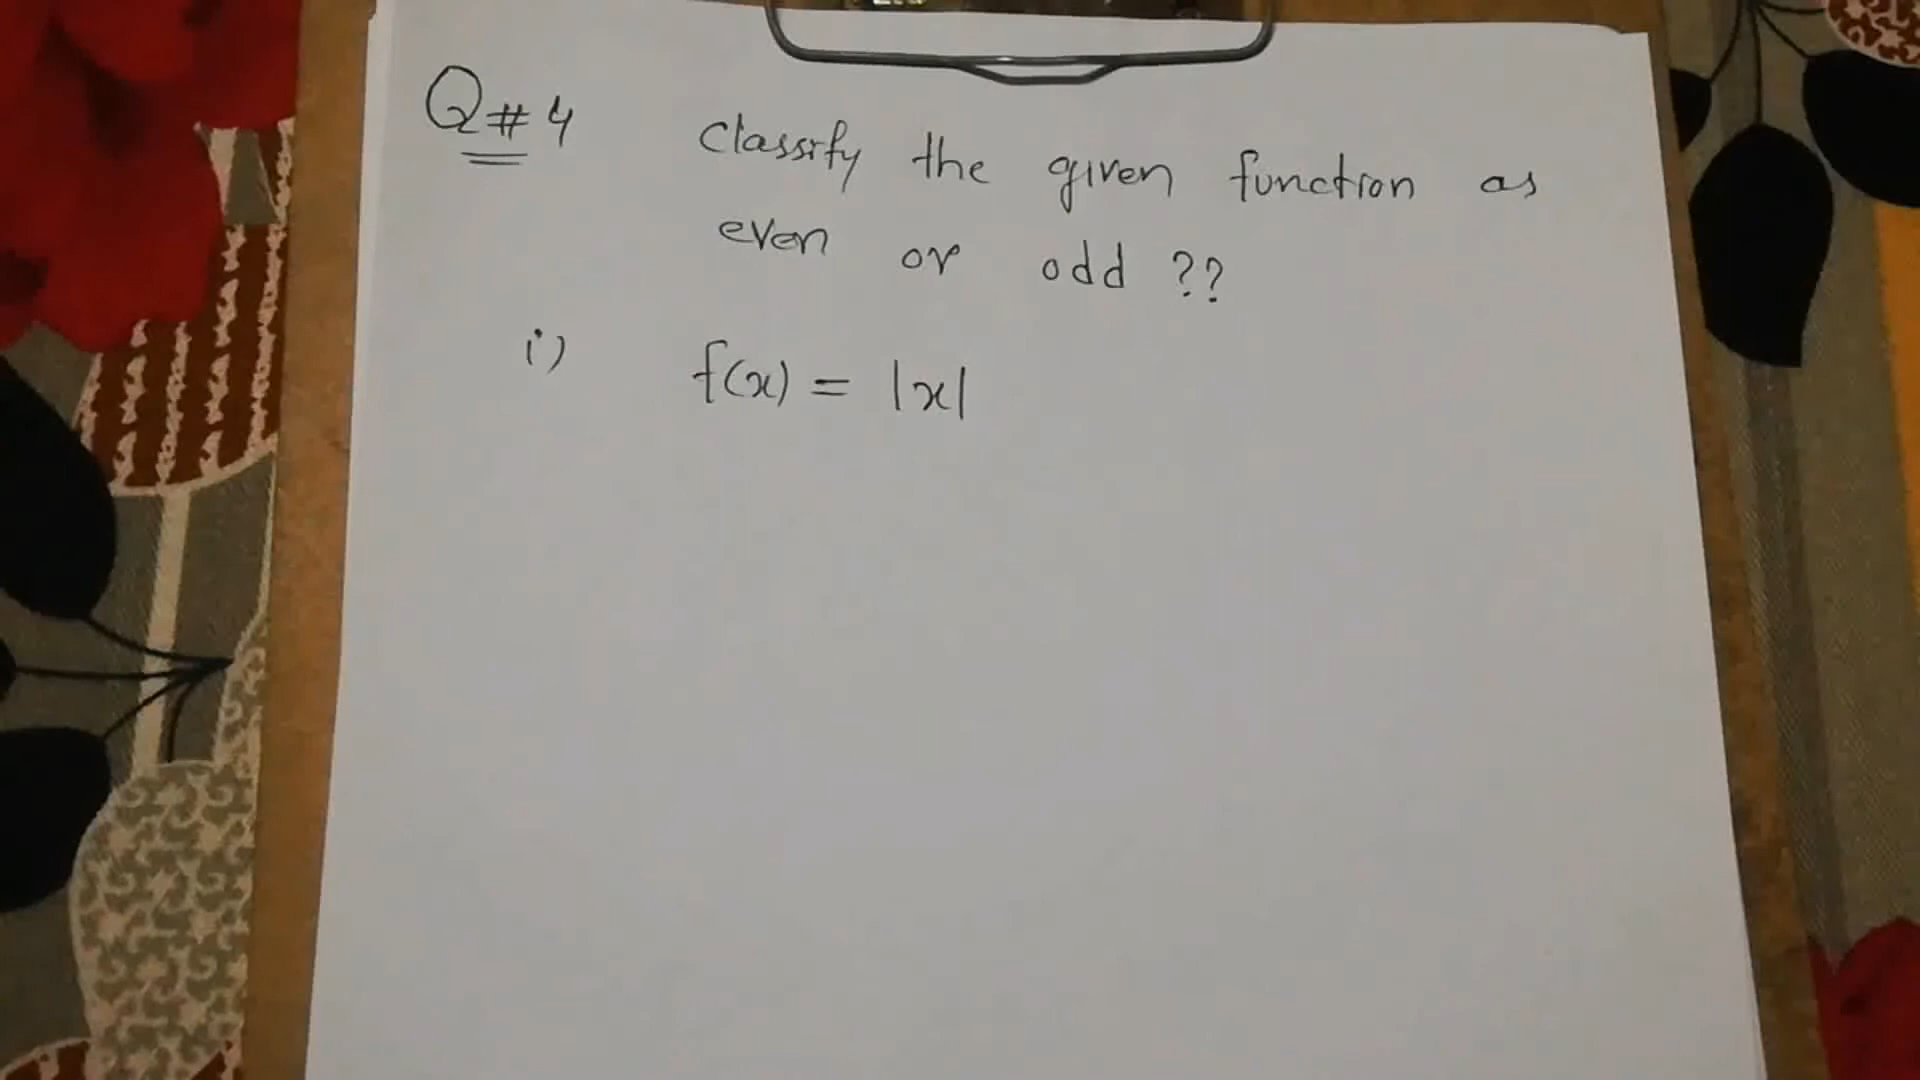 Q#4 Classify the given function as
even or odd ??
i) f(x) = |x|